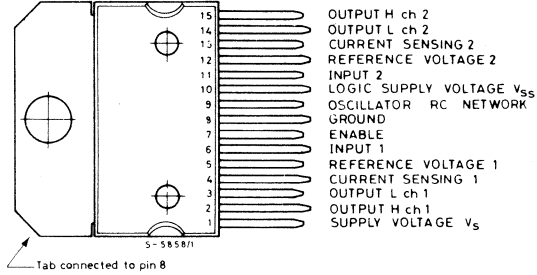 15 OUTPUT H ch 2
14 OUTPUT L ch 2
13 CURRENT SENSING 2
12 REFERENCE VOLTAGE 2
11 INPUT 2
10 LOGIC SUPPLY VOLTAGE VSS
9 OSCILLATOR RC NETWORK
8 GROUND
7 ENABLE
6 INPUT 1
5 REFERENCE VOLTAGE 1
4 CURRENT SENSING 1
3 OUTPUT L ch 1
2 OUTPUT H ch 1
1 SUPPLY VOLTAGE Vs
S-5858/1
Tab connected to pin 8